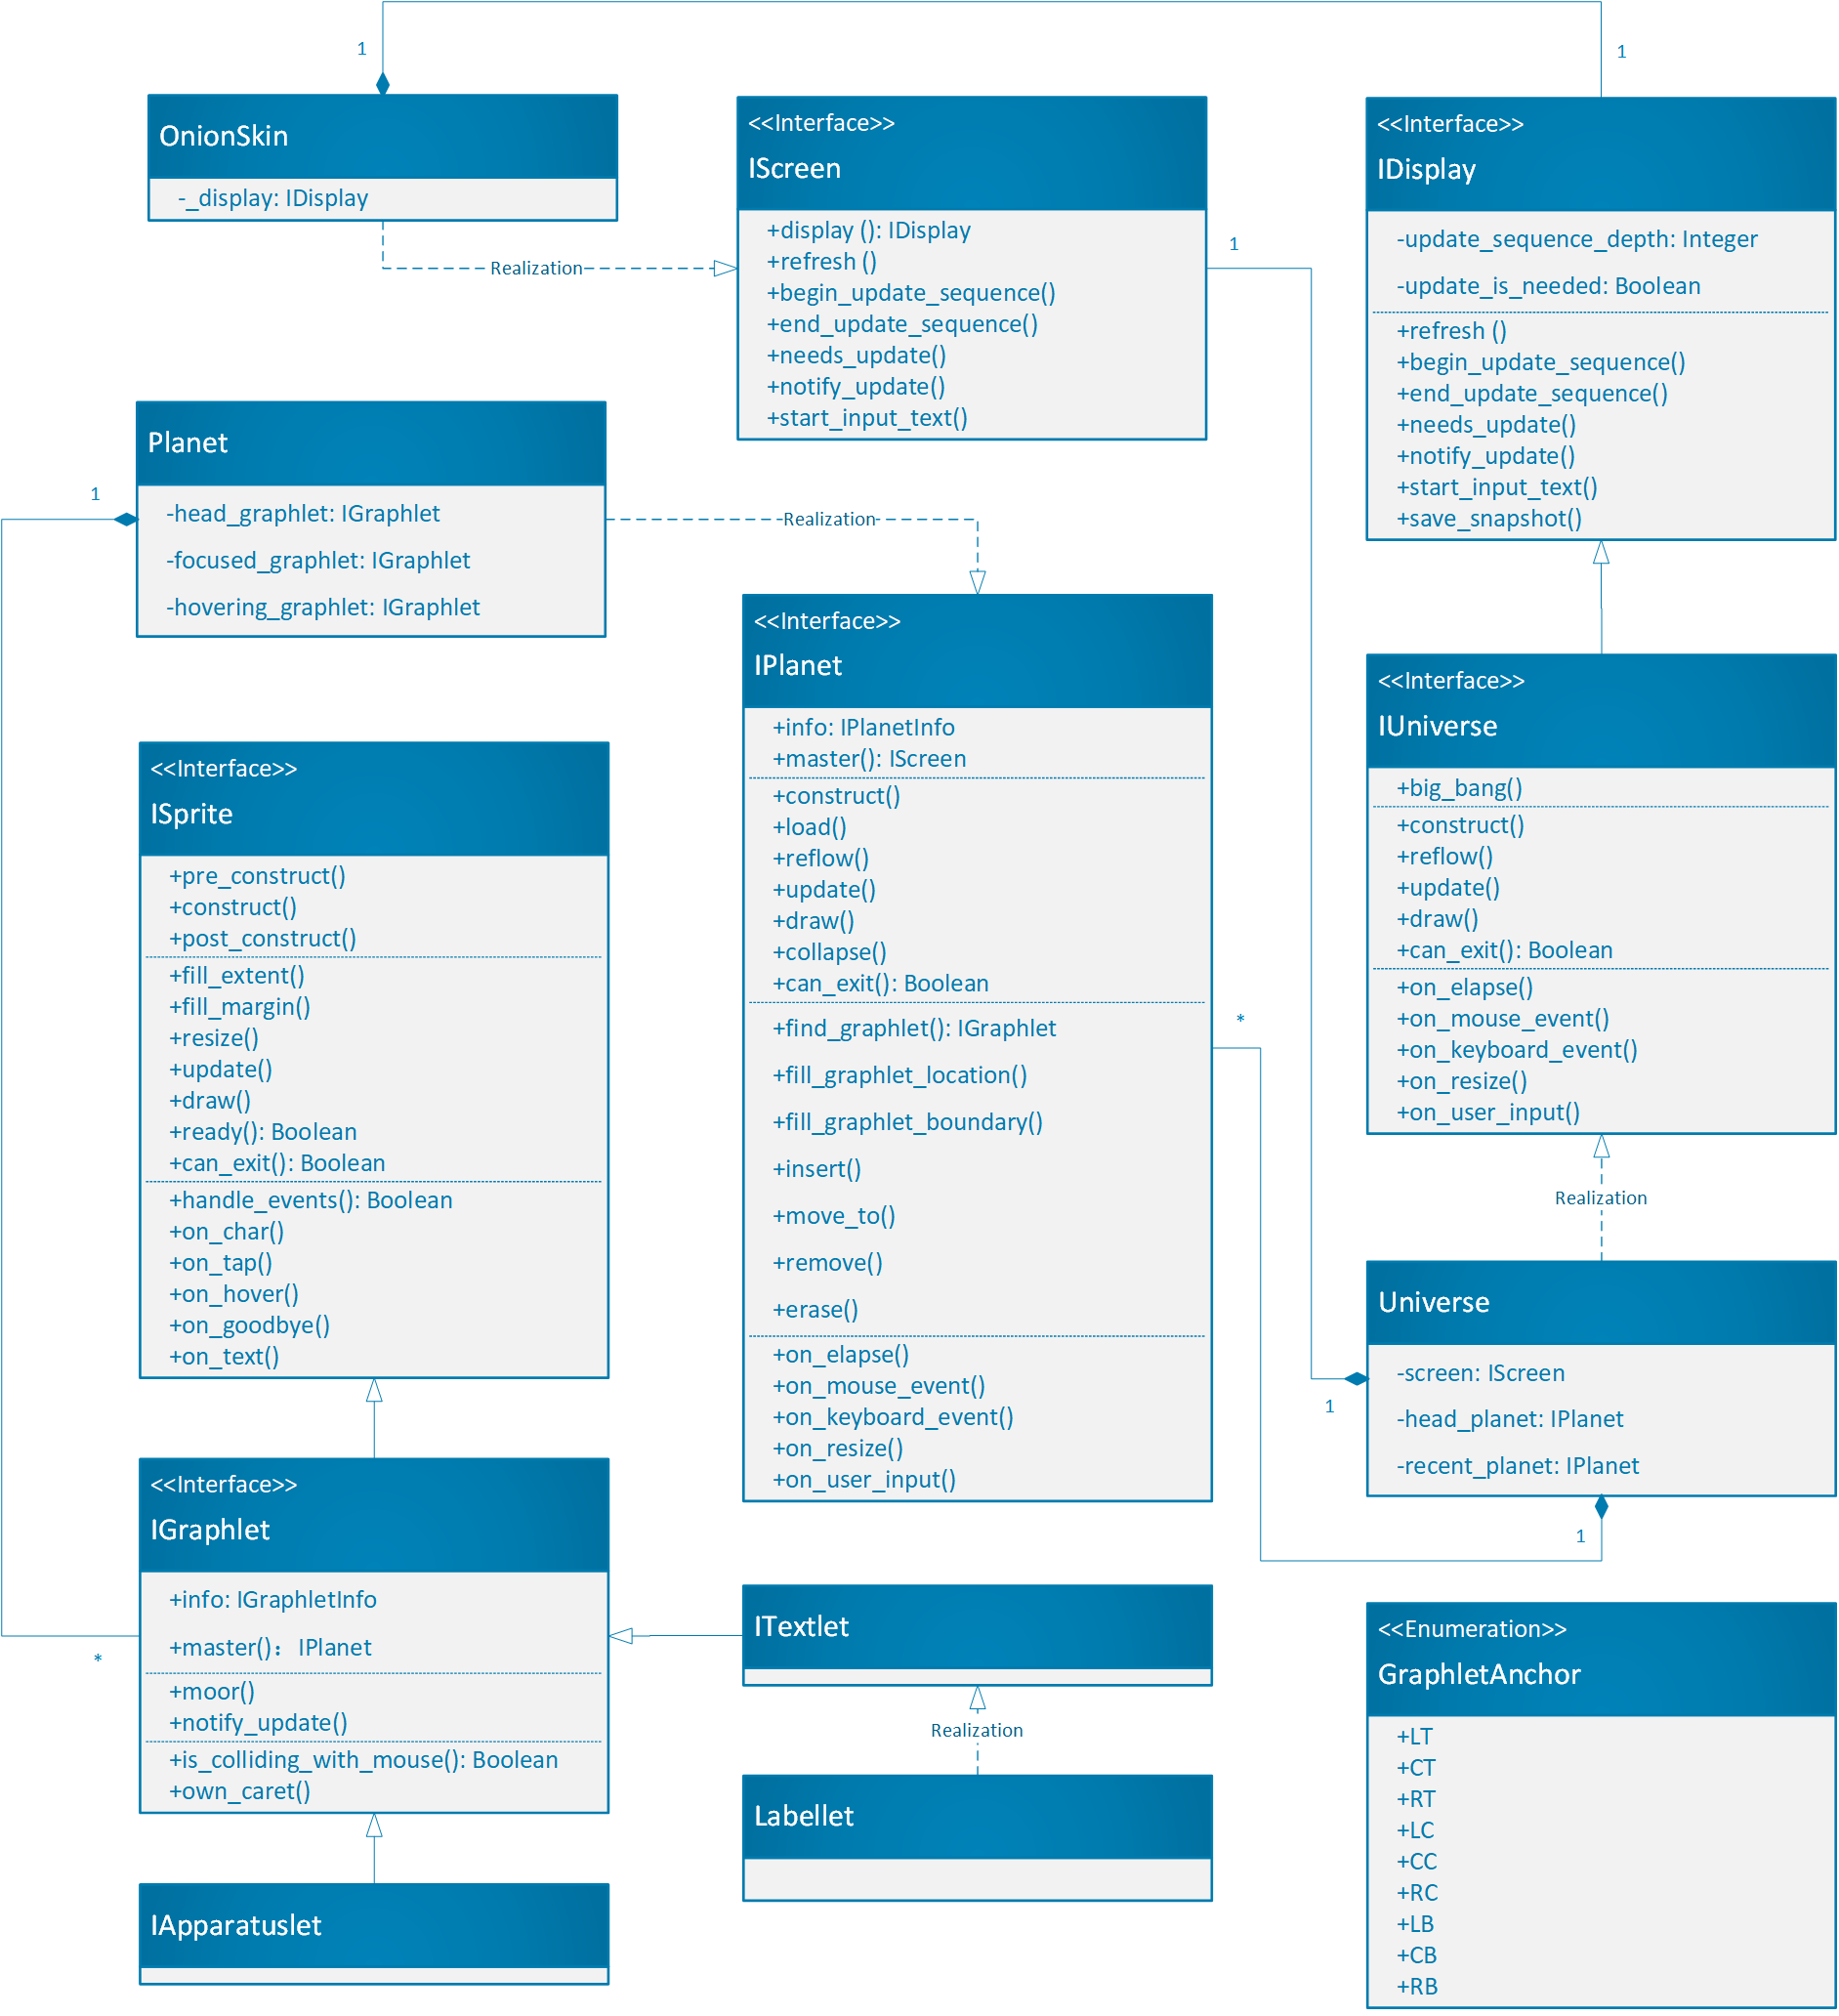 1
1
OnionSkin
-_display: IDisplay
Realization
<<Interface>>
IScreen
+display (): IDisplay
+refresh ()
+begin_update_sequence()
+end_update_sequence()
+needs_update()
+notify_update()
+start_input_text()
1
<<Interface>>
IDisplay
-update_sequence_depth: Integer
-update_is_needed: Boolean
+refresh ()
+begin_update_sequence()
+end_update_sequence()
+needs_update()
+notify_update()
+start_input_text()
+save_snapshot()
Planet
-head_graphlet: IGraphlet
-focused_graphlet: IGraphlet
-hovering_graphlet: IGraphlet
1
Realization
<<Interface>>
IPlanet
+info: IPlanetInfo
+master(): IScreen
+construct()
+load()
+reflow()
+update()
+draw()
+collapse()
+can_exit(): Boolean
+find_graphlet(): IGraphlet
+fill_graphlet_location()
+fill_graphlet_boundary()
+insert()
+move_to()
+remove()
+erase()
+on_elapse()
+on_mouse_event()
+on_keyboard_event()
+on_resize()
+on_user_input()
*
<<Interface>>
IUniverse
+big_bang()
+construct()
+reflow()
+update()
+draw()
+can_exit(): Boolean
+on_elapse()
+on_mouse_event()
+on_keyboard_event()
+on_resize()
+on_user_input()
Realization
<<Interface>>
ISprite
+pre_construct()
+construct()
+post_construct()
+fill_extent()
+fill_margin()
+resize()
+update()
+draw()
+ready(): Boolean
+can_exit(): Boolean
+handle_events(): Boolean
+on_char()
+on_tap()
+on_hover()
+on_goodbye()
+on_text()
Universe
-screen: IScreen
-head_planet: IPlanet
-recent_planet: IPlanet
1
1
<<Interface>>
IGraphlet
+info: IGraphletInfo
+master()： IPlanet
+moor()
+notify_update()
+is_colliding_with_mouse(): Boolean
+own_caret()
*
ITextlet
Realization
Labellet
IApparatuslet
<<Enumeration>>
GraphletAnchor
+LT
+CT
+RT
+LC
+CC
+RC
+LB
+CB
+RB